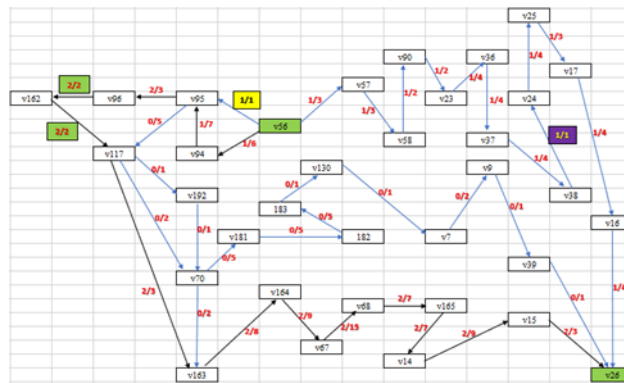 v25
1/3
v90
v36
1/4
v17
2/2
1/2
1/4
v162
v96
2/3
v95
1/1
v57
v23
v24
1/3
1/2
1/4
1/4
0/5
1/7
v56
1/3
v58
v37
1/1
2/2
1/6
1/4
v117
v94
v130
v9
v38
0/1
0/1
0/1
0/2
v192
183
v16
0/2
0/1
0/5
0/1
v181
0/5
182
v7
0/5
v39
v70
1/4
2/3
v164
0/1
0/2
v68
2/7
v165
2/9
v15
2/8
2/15
2/7
2/3
v67
2/9
v14
v163
v26